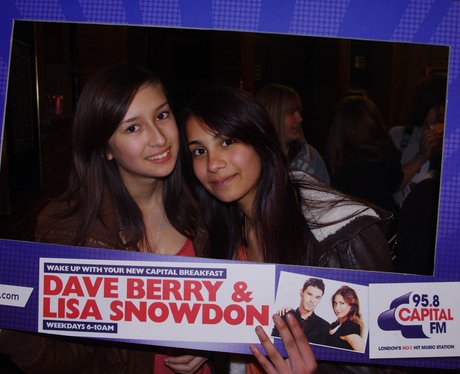 WAKE UP WITH YOUR NEW CAPITAL BREAKFAST
DAVE BERRY &
LISA SNOWDON
WEEKDAYS 6-10AM
.com
95.8
CAPITAL
FM
LONDON'S NO.1 HIT MUSIC STATION